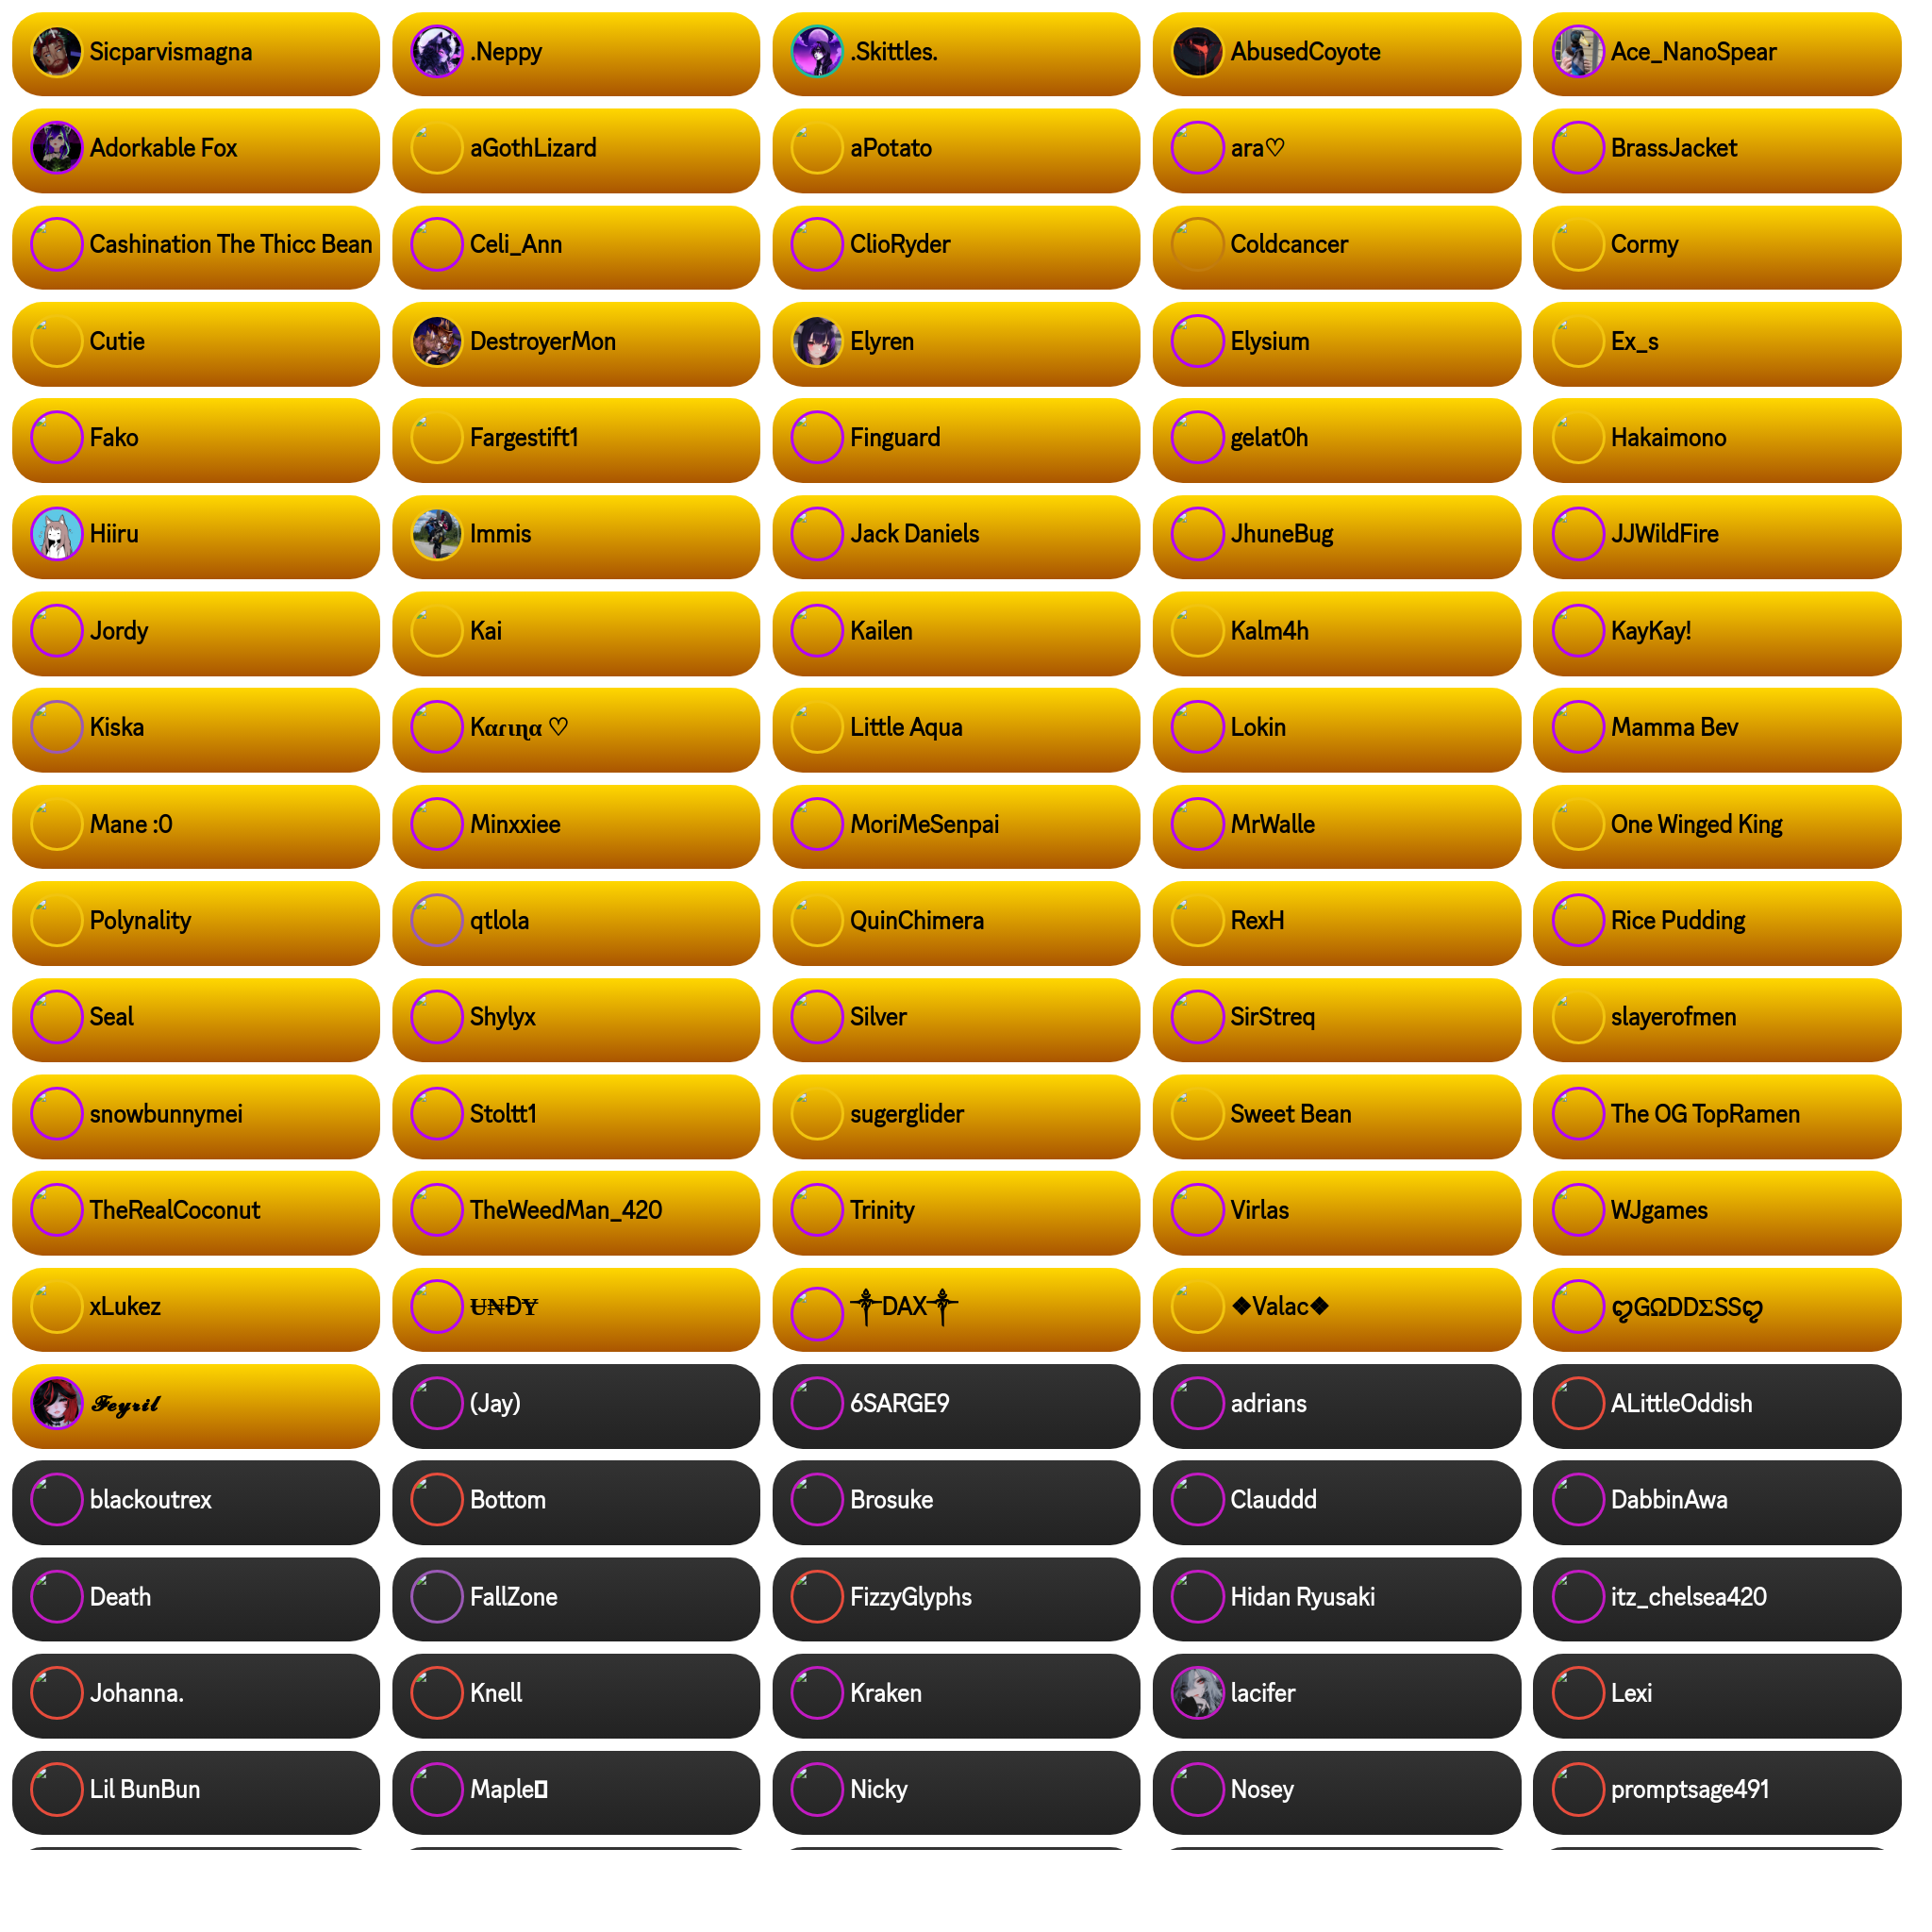 Sicparvismagna
.Neppy
.Skittles.
AbusedCoyote
Ace_NanoSpear
Adorkable Fox
aGothLizard
aPotato
ara♡
BrassJacket
Cashination The Thicc Bean
Celi_Ann
ClioRyder
Coldcancer
Cormy
Cutie
DestroyerMon
Elyren
Elysium
Ex_s
Fako
Fargestift1
Finguard
gelat0h
Hakaimono
Hiiru
Immis
Jack Daniels
JhuneBug
JJWildFire
Jordy
Kai
Kailen
Kalm4h
KayKay!
Kiska
Kαɾιɳα ♡
Little Aqua
Lokin
Mamma Bev
Mane :0
Minxxiee
MoriMeSenpai
MrWalle
One Winged King
Polynality
qtlola
QuinChimera
RexH
Rice Pudding
Seal
Shylyx
Silver
SirStreq
slayerofmen
snowbunnymei
Stoltt1
sugerglider
Sweet Bean
The OG TopRamen
TheRealCoconut
TheWeedMan_420
Trinity
Virlas
WJgames
xLukez
U̶N̶D̶Y̶
༒DAX༒
❖Valac❖
ღGΩDDΣSSღ
𝓕𝓮𝔂𝓻𝓲𝓵
(Jay)
6SARGE9
adrians
ALittleOddish
blackoutrex
Bottom
Brosuke
Clauddd
DabbinAwa
Death
FallZone
FizzyGlyphs
Hidan Ryusaki
itz_chelsea420
Johanna.
Knell
Kraken
lacifer
Lexi
Lil BunBun
Maple
Nicky
Nosey
promptsage491